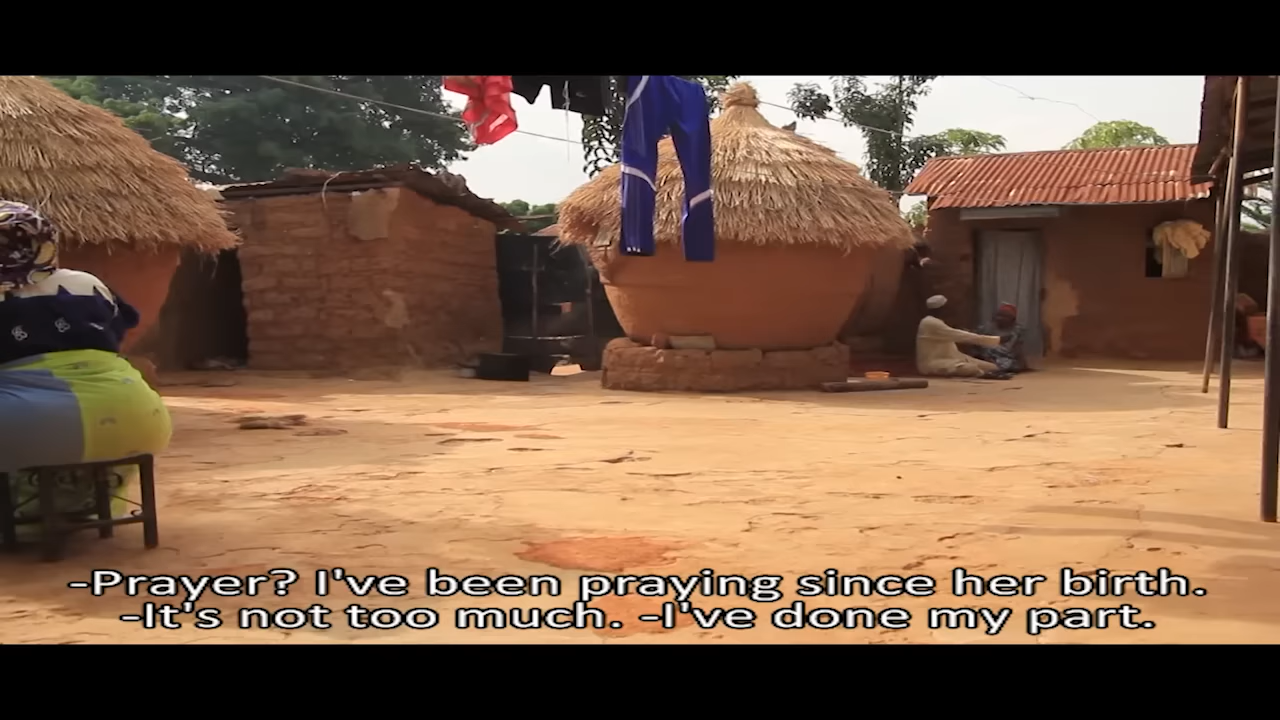 -Prayer? I've been praying since her birth.
-It's not too much. -I've done my part.